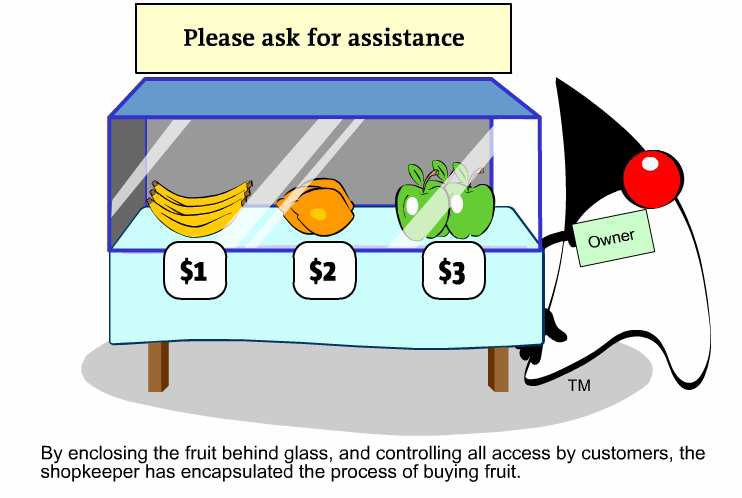 Please ask for assistance
Owner
$1
$2
$3
TM
By enclosing the fruit behind glass, and controlling all access by customers, the
shopkeeper has encapsulated the process of buying fruit.